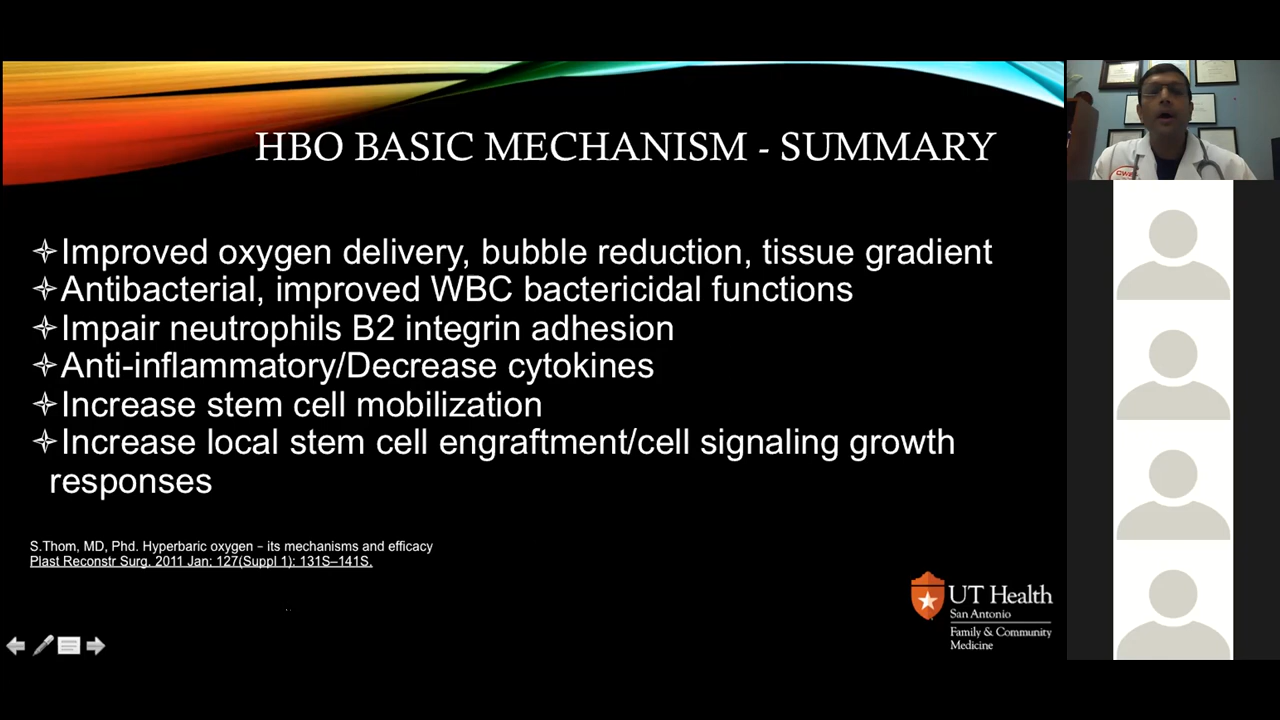 HBO BASIC MECHANISM - SUMMARY
Improved oxygen delivery, bubble reduction, tissue gradient
Antibacterial, improved WBC bactericidal functions
Impair neutrophils B2 integrin adhesion
Anti-inflammatory/Decrease cytokines
Increase stem cell mobilization
Increase local stem cell engraftment/cell signaling growth
responses
S.Thom, MD, Phd. Hyperbaric oxygen – its mechanisms and efficacy
Plast Reconstr Surg. 2011 Jan; 127(Suppl 1): 131S–141S.
UT Health
San Antonio
Family & Community
Medicine